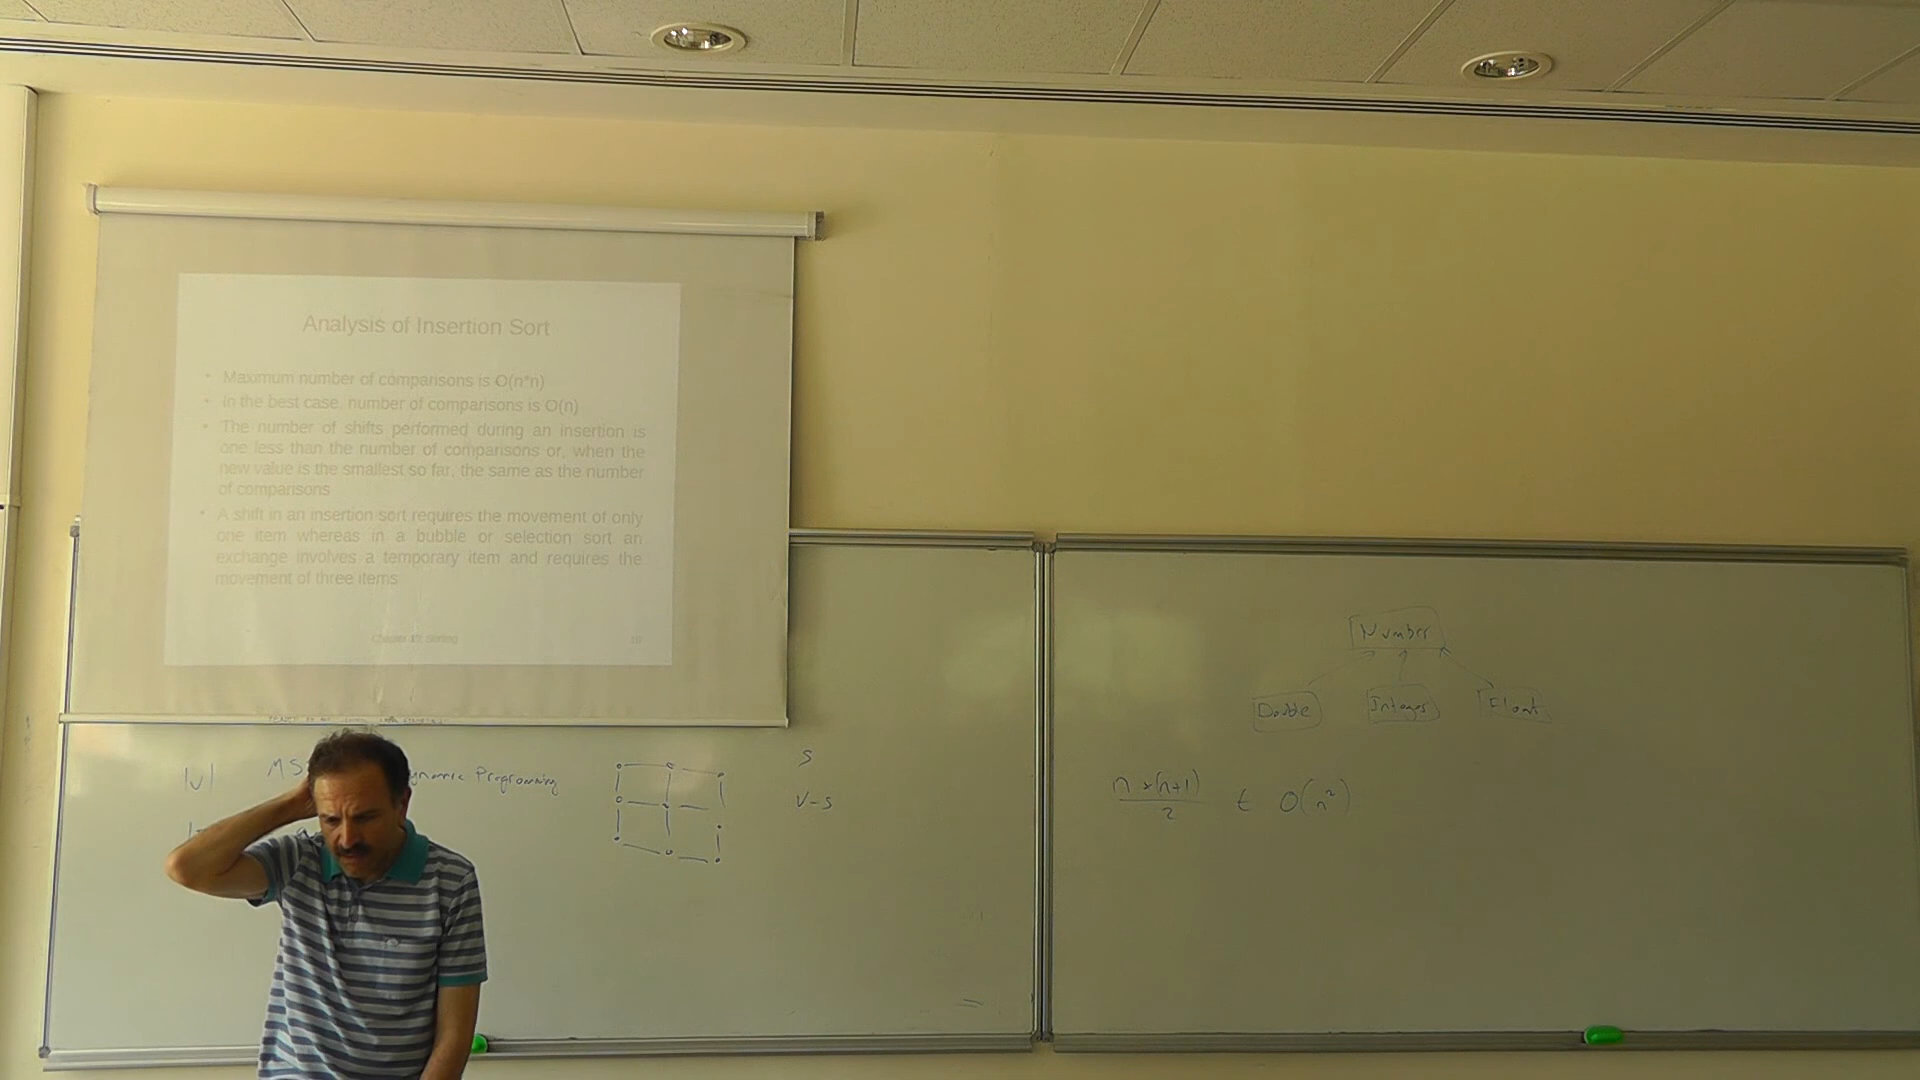 Analysis of Insertion Sort
• Maximum number of comparisons is O(n*n)
• In the best case, number of comparisons is O(n)
• The number of shifts performed during an insertion is
one less than the number of comparisons or, when the
new value is the smallest so far, the same as the number
of comparisons
• A shift in an insertion sort requires the movement of only
one item whereas in a bubble or selection sort an
exchange involves a temporary item and requires the
movement of three items
Sorting
|V| MS ynamic Programming
S
V-S
Number
Double Integer Float
n*(n+1)
2
∈ O(n²)